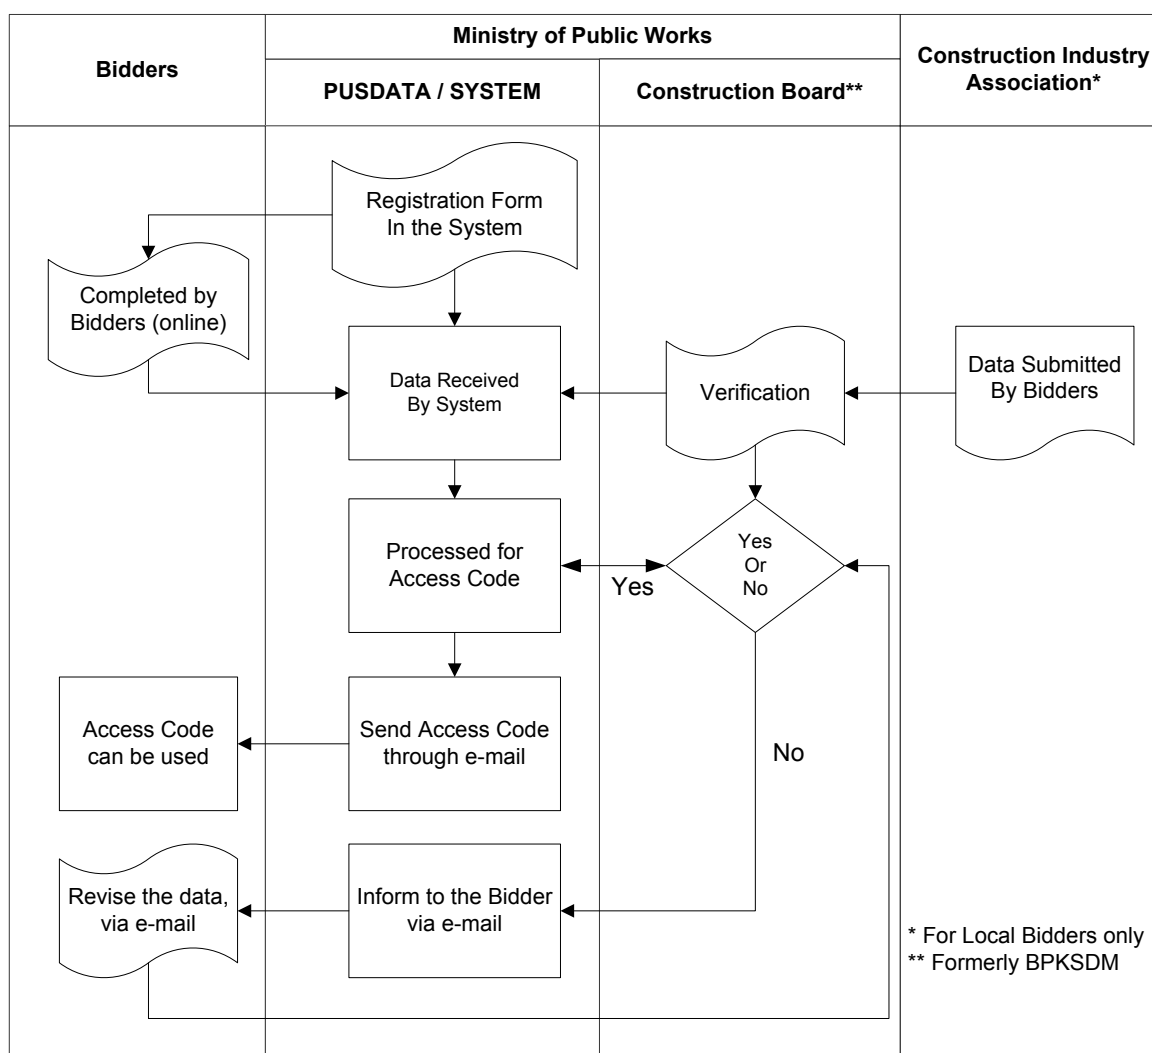 Bidders
Ministry of Public Works
PUSDATA / SYSTEM
Construction Board**
Construction Industry
Association*
Registration Form
In the System
Completed by
Bidders (online)
Data Received
By System
Verification
Data Submitted
By Bidders
Processed for
Access Code
Yes
Yes
Or
No
Access Code
can be used
Send Access Code
through e-mail
No
Revise the data,
via e-mail
Inform to the Bidder
via e-mail
* For Local Bidders only
** Formerly BPKSDM